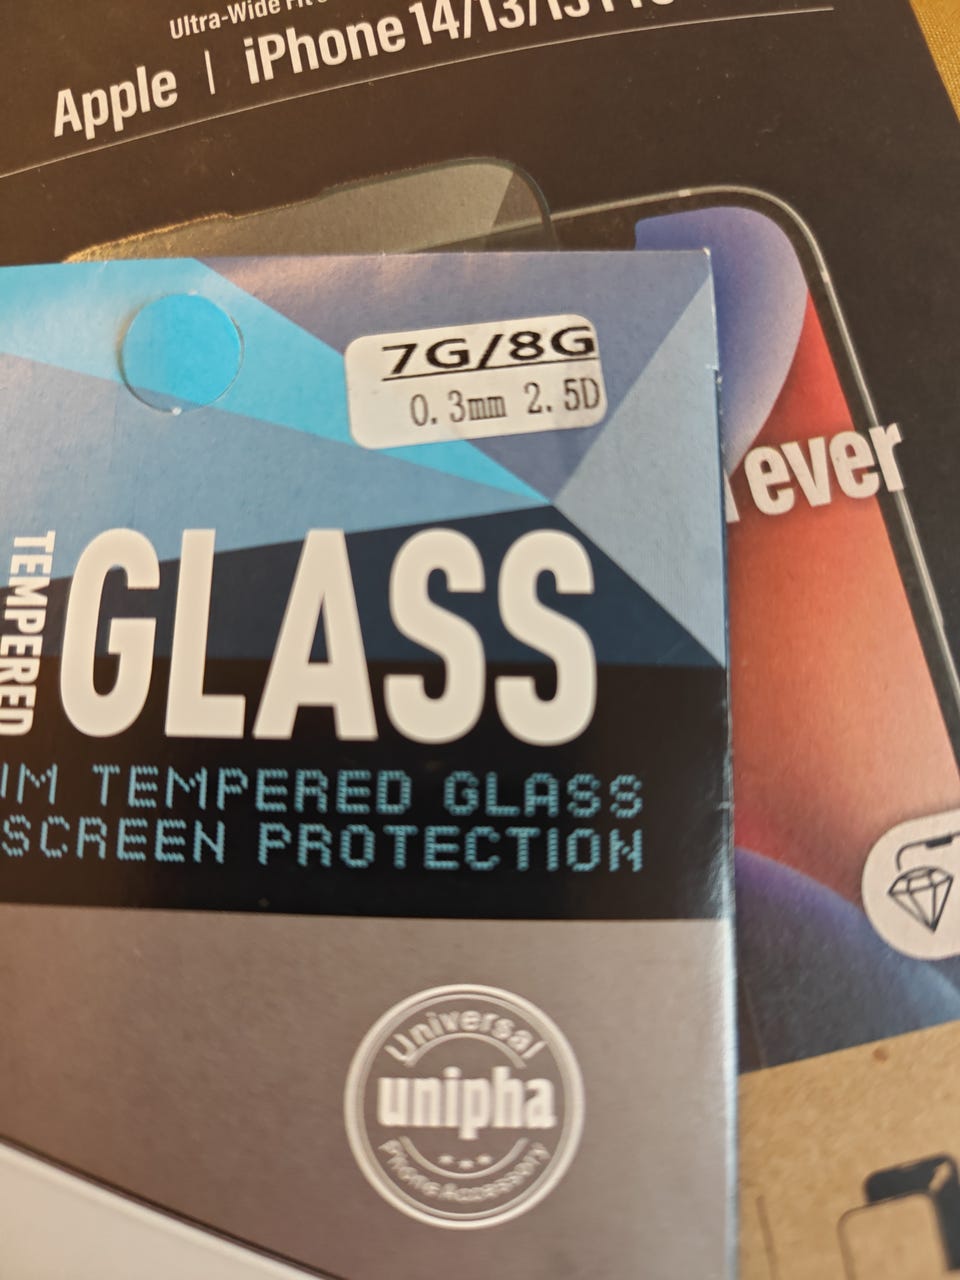 Ultra-Wide Fit
Apple | iPhone 14/13/13 Pro
7G/8G
0.3mm 2.5D
ever
TEMPERED
GLASS
IM TEMPERED GLASS
SCREEN PROTECTION
Universal
unipha
Phone Accessory